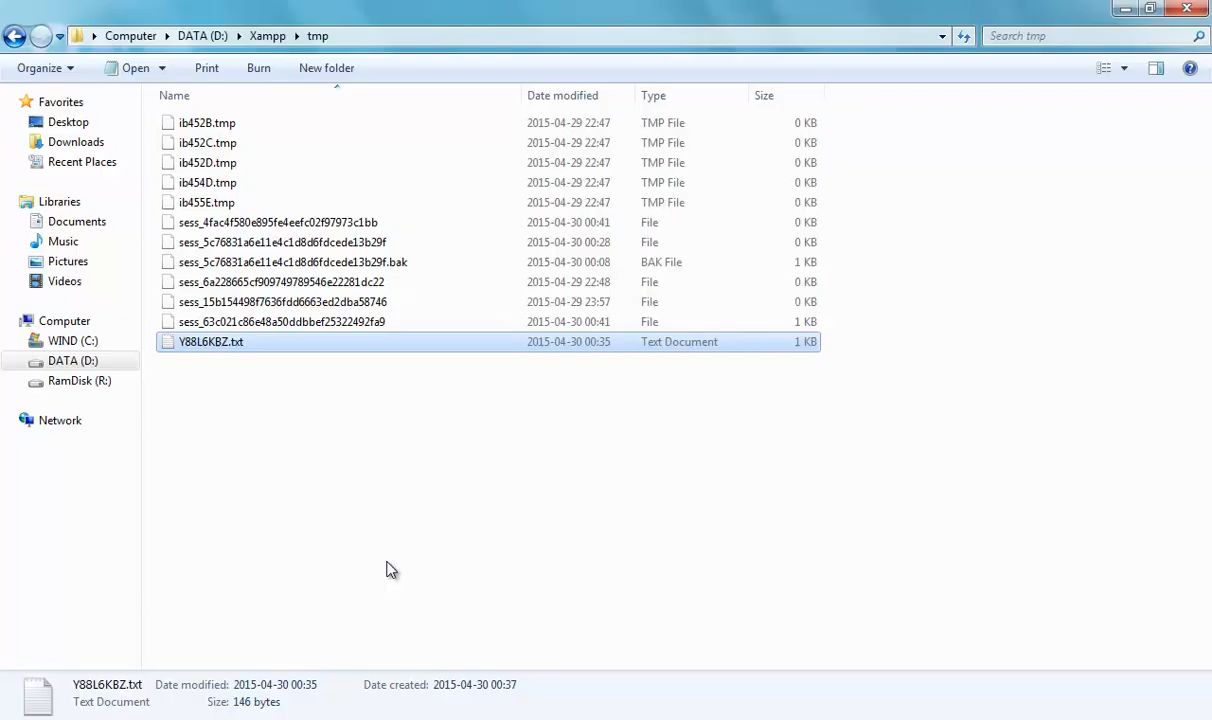 Computer DATA (D:) Xampp tmp Search tmp
Organize Open Print Burn New folder
Name Date modified Type Size
Favorites
Desktop
Downloads
Recent Places
Libraries
Documents
Music
Pictures
Videos
Computer
WIND (C:)
DATA (D:)
RamDisk (R:)
Network
ib452B.tmp 2015-04-29 22:47 TMP File 0 KB
ib452C.tmp 2015-04-29 22:47 TMP File 0 KB
ib452D.tmp 2015-04-29 22:47 TMP File 0 KB
ib454D.tmp 2015-04-29 22:47 TMP File 0 KB
ib455E.tmp 2015-04-29 22:47 TMP File 0 KB
sess_4fac4f580e895fe4eefc02f97973c1bb 2015-04-30 00:41 File 0 KB
sess_5c76831a6e11e4c1d8d6fdcede13b29f 2015-04-30 00:28 File 0 KB
sess_5c76831a6e11e4c1d8d6fdcede13b29f.bak 2015-04-30 00:08 BAK File 1 KB
sess_6a228665cf909749789546e22281dc22 2015-04-29 22:48 File 0 KB
sess_15b154498f7636fdd6663ed2dba58746 2015-04-29 23:57 File 0 KB
sess_63c021c86e48a50ddbbef25322492fa9 2015-04-30 00:41 File 1 KB
Y88L6KBZ.txt 2015-04-30 00:35 Text Document 1 KB
Y88L6KBZ.txt Date modified: 2015-04-30 00:35 Date created: 2015-04-30 00:37
Text Document Size: 146 bytes